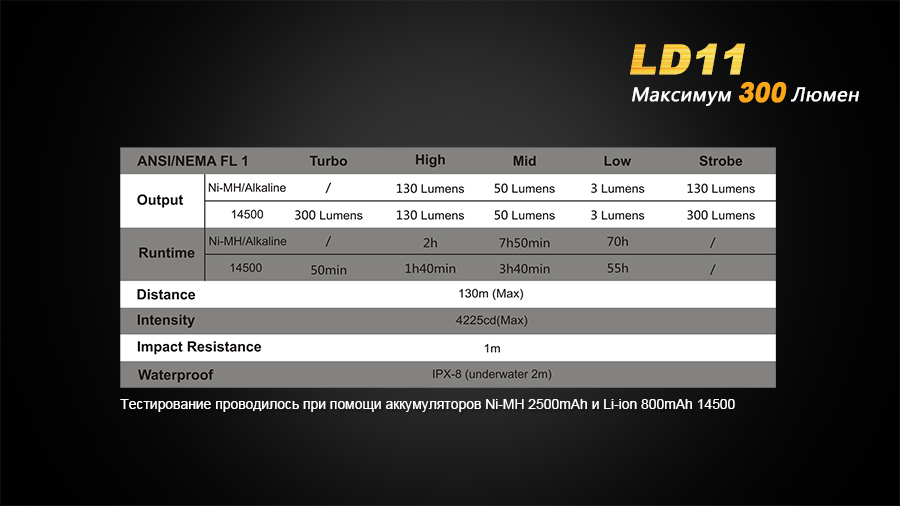 LD11
Максимум 300 Люмен
ANSI/NEMA FL 1 Turbo High Mid Low Strobe
Output Ni-MH/Alkaline / 130 Lumens 50 Lumens 3 Lumens 130 Lumens
14500 300 Lumens 130 Lumens 50 Lumens 3 Lumens 300 Lumens
Runtime Ni-MH/Alkaline / 2h 7h50min 70h /
14500 50min 1h40min 3h40min 55h /
Distance 130m (Max)
Intensity 4225cd(Max)
Impact Resistance 1m
Waterproof IPX-8 (underwater 2m)
Тестирование проводилось при помощи аккумуляторов Ni-MH 2500mAh и Li-ion 800mAh 14500